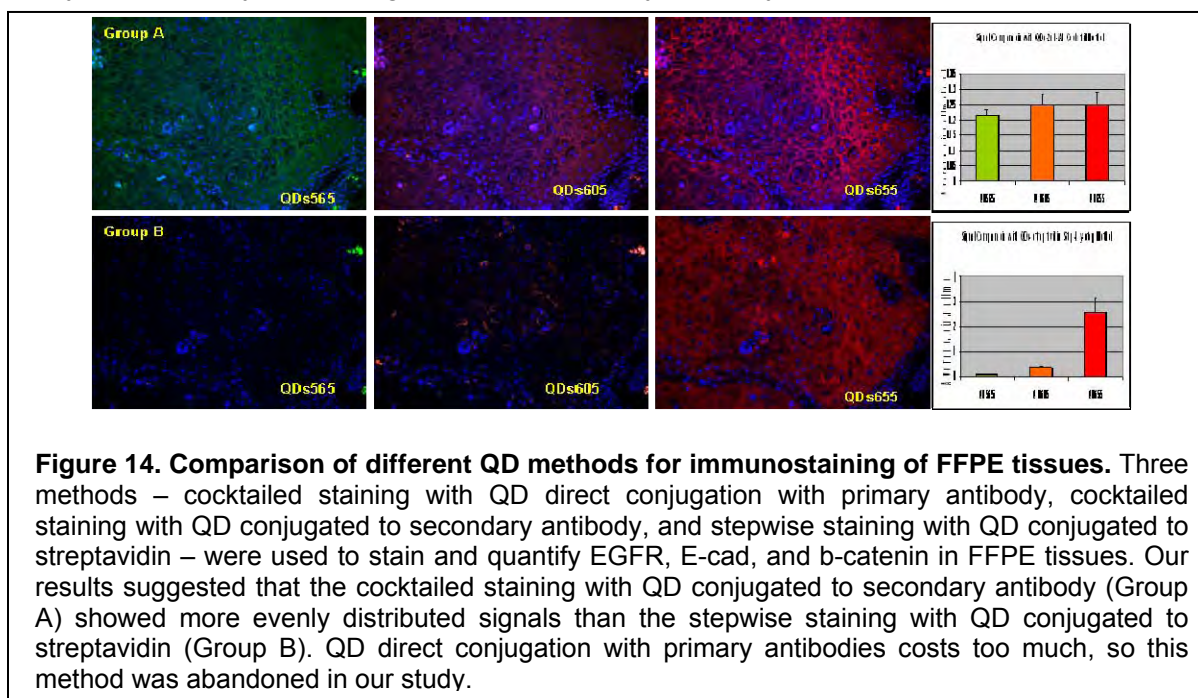 Group A
QDs565
QDs605
QDs655
Group B
QDs565
QDs605
QDs655
Figure 14. Comparison of different QD methods for immunostaining of FFPE tissues. Three
methods – cocktailed staining with QD direct conjugation with primary antibody, cocktailed
staining with QD conjugated to secondary antibody, and stepwise staining with QD conjugated to
streptavidin – were used to stain and quantify EGFR, E-cad, and b-catenin in FFPE tissues. Our
results suggested that the cocktailed staining with QD conjugated to secondary antibody (Group
A) showed more evenly distributed signals than the stepwise staining with QD conjugated to
streptavidin (Group B). QD direct conjugation with primary antibodies costs too much, so this
method was abandoned in our study.